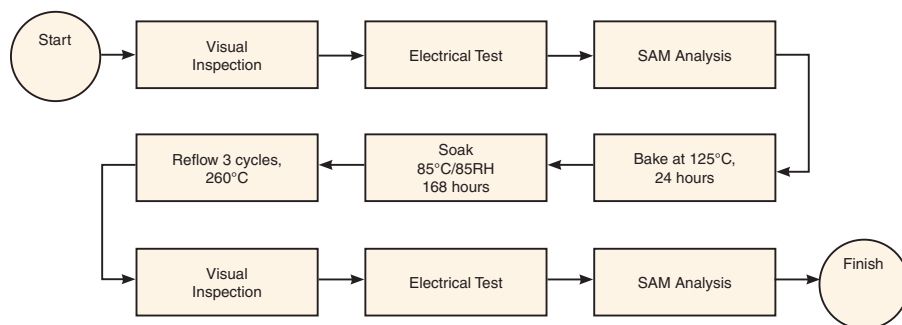 Start
Visual
Inspection
Electrical Test
SAM Analysis
Bake at 125°C,
24 hours
Soak
85°C/85RH
168 hours
Reflow 3 cycles,
260°C
Visual
Inspection
Electrical Test
SAM Analysis
Finish